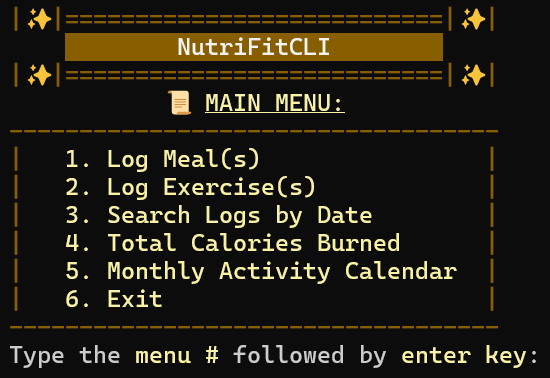 |✨|===========================|✨|
NutriFitCLI
|✨|===========================|✨|
📜 MAIN MENU:
-----------------------------------
|   1. Log Meal(s)                |
|   2. Log Exercise(s)            |
|   3. Search Logs by Date        |
|   4. Total Calories Burned      |
|   5. Monthly Activity Calendar  |
|   6. Exit                       |
-----------------------------------
Type the menu # followed by enter key: